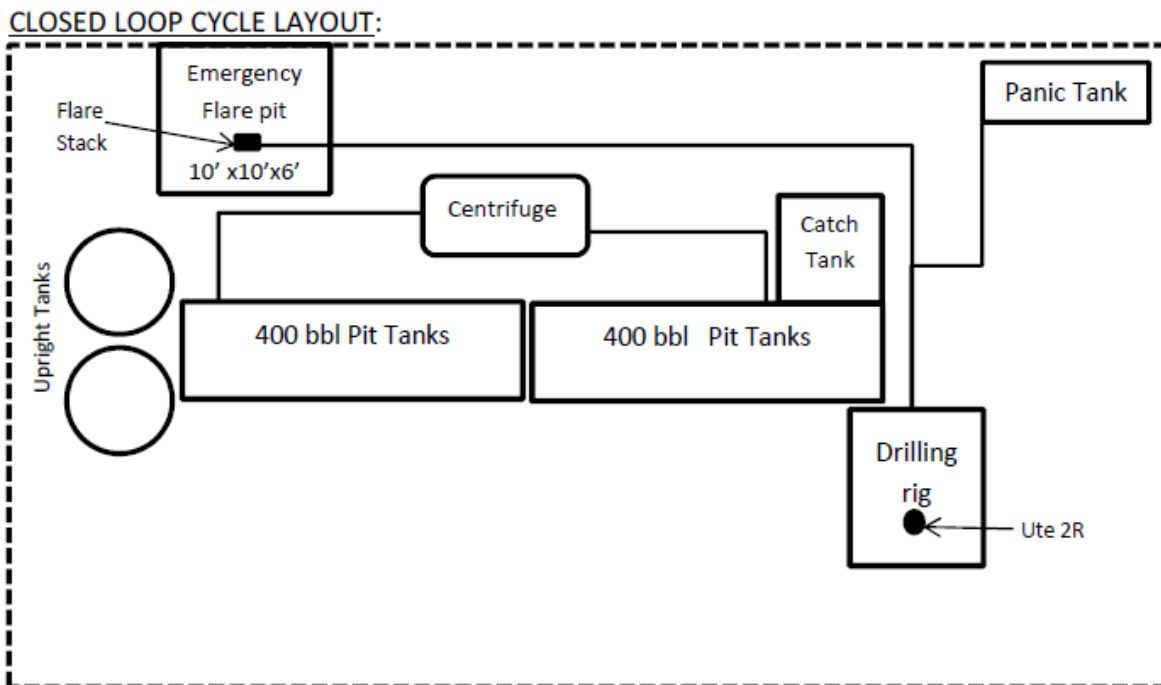 CLOSED LOOP CYCLE LAYOUT:
Emergency
Flare pit
10' x10'x6'
Flare
Stack
Panic Tank
Centrifuge
Catch
Tank
Upright Tanks
400 bbl Pit Tanks
400 bbl Pit Tanks
Drilling
rig
Ute 2R